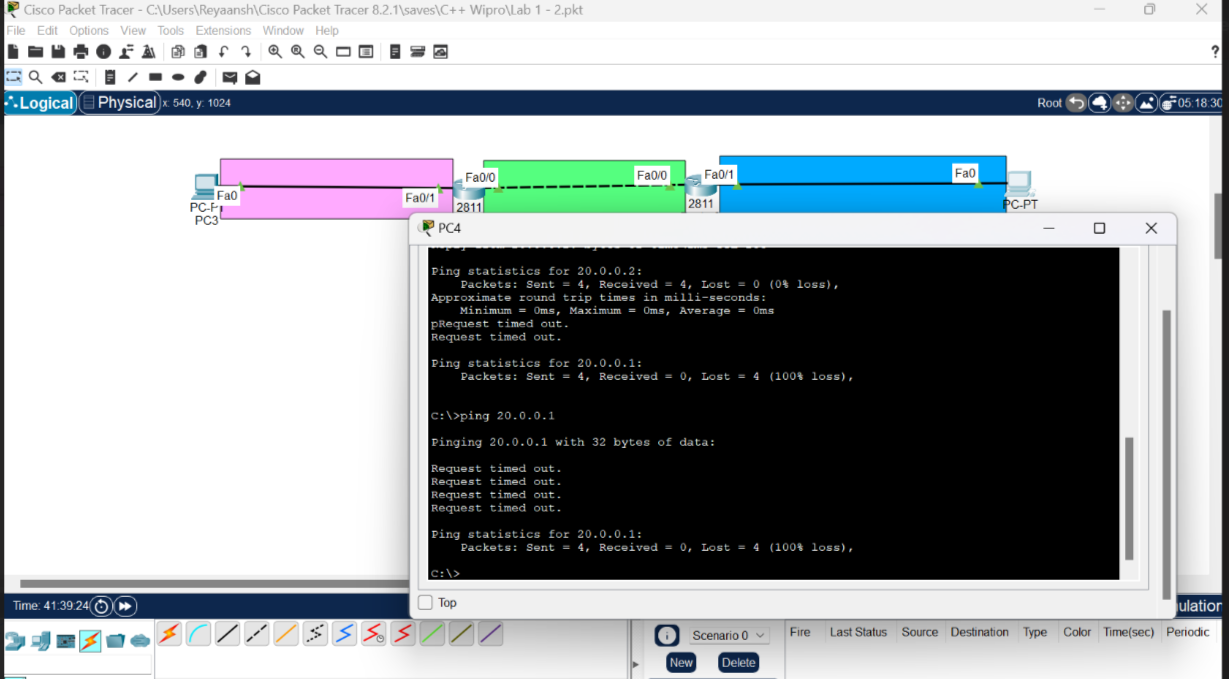 Cisco Packet Tracer - C:\Users\Reyaansh\Cisco Packet Tracer 8.2.1\saves\C++ Wipro\Lab 1 - 2.pkt
File Edit Options View Tools Extensions Window Help
?
Logical Physical x: 540, y: 1024 Root 05:18:30
Fa0 Fa0/1 Fa0/0 Fa0/0 Fa0/1 Fa0
2811 2811 PC-PT
PC3
PC4
Ping statistics for 20.0.0.2:
Packets: Sent = 4, Received = 4, Lost = 0 (0% loss),
Approximate round trip times in milli-seconds:
Minimum = 0ms, Maximum = 0ms, Average = 0ms
pRequest timed out.
Request timed out.
Ping statistics for 20.0.0.1:
Packets: Sent = 4, Received = 0, Lost = 4 (100% loss),
C:\>ping 20.0.0.1
Pinging 20.0.0.1 with 32 bytes of data:
Request timed out.
Request timed out.
Request timed out.
Request timed out.
Ping statistics for 20.0.0.1:
Packets: Sent = 4, Received = 0, Lost = 4 (100% loss),
C:\>
Top
Time: 41:39:24
Scenario 0
New Delete
Fire Last Status Source Destination Type Color Time(sec) Periodic